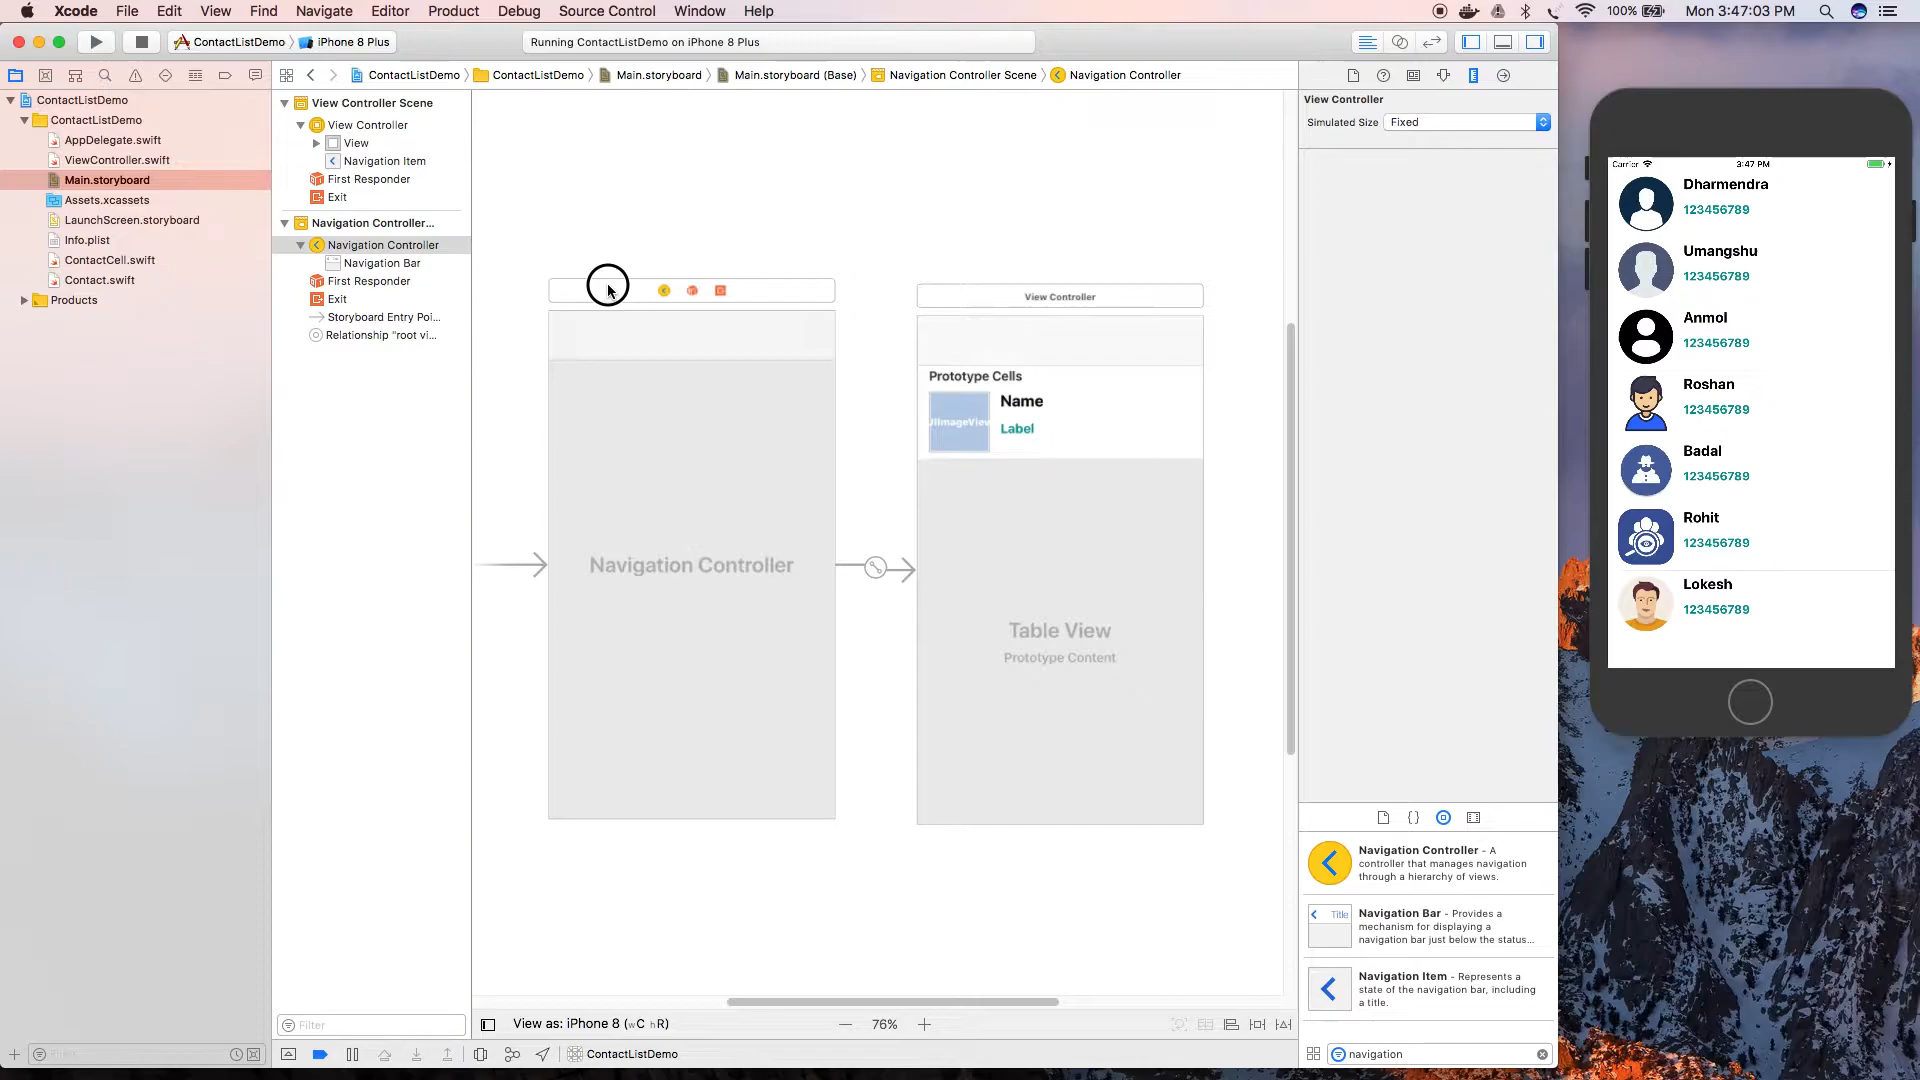 Xcode File Edit View Find Navigate Editor Product Debug Source Control Window Help 100% Mon 3:47:03 PM
ContactListDemo iPhone 8 Plus Running ContactListDemo on iPhone 8 Plus
ContactListDemo ContactListDemo Main.storyboard Main.storyboard (Base) Navigation Controller Scene Navigation Controller
ContactListDemo
ContactListDemo
AppDelegate.swift
ViewController.swift
Main.storyboard
Assets.xcassets
LaunchScreen.storyboard
Info.plist
ContactCell.swift
Contact.swift
Products
View Controller Scene
View Controller
View
Navigation Item
First Responder
Exit
Navigation Controller...
Navigation Controller
Navigation Bar
First Responder
Exit
Storyboard Entry Poi...
Relationship "root vi...
Filter
Navigation Controller
View Controller
Prototype Cells
UIImageView
Name
Label
Table View
Prototype Content
View as: iPhone 8 (wC hR)
76%
ContactListDemo
View Controller
Simulated Size Fixed
Navigation Controller - A
controller that manages navigation
through a hierarchy of views.
Title
Navigation Bar - Provides a
mechanism for displaying a
navigation bar just below the status...
Navigation Item - Represents a
state of the navigation bar, including
a title.
navigation
Carrier 3:47 PM
Dharmendra
123456789
Umangshu
123456789
Anmol
123456789
Roshan
123456789
Badal
123456789
Rohit
123456789
Lokesh
123456789